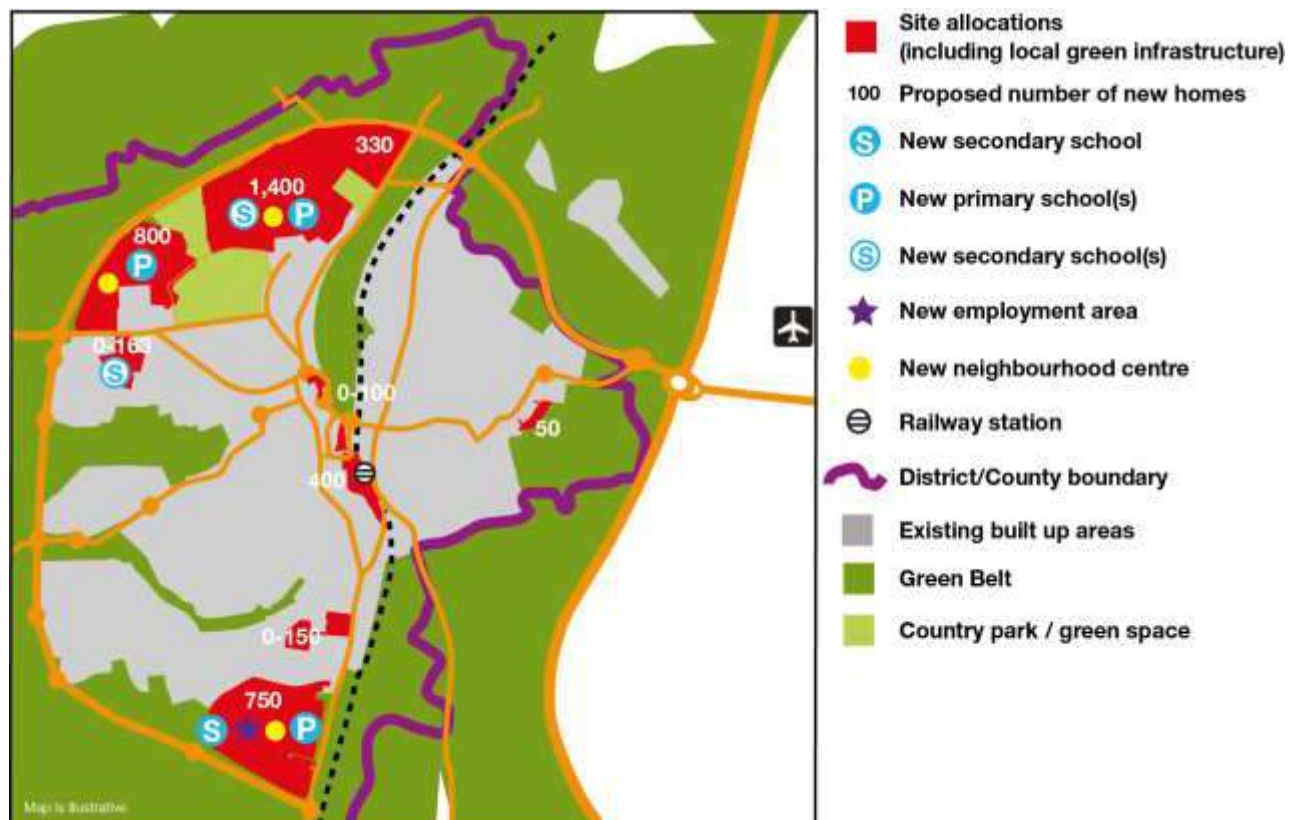 330
1,400
S
P
800
P
0-163
S
0-100
50
400
0-150
750
S
P
Map is illustrative
Site allocations
(including local green infrastructure)
100 Proposed number of new homes
S New secondary school
P New primary school(s)
S New secondary school(s)
New employment area
New neighbourhood centre
Railway station
District/County boundary
Existing built up areas
Green Belt
Country park / green space